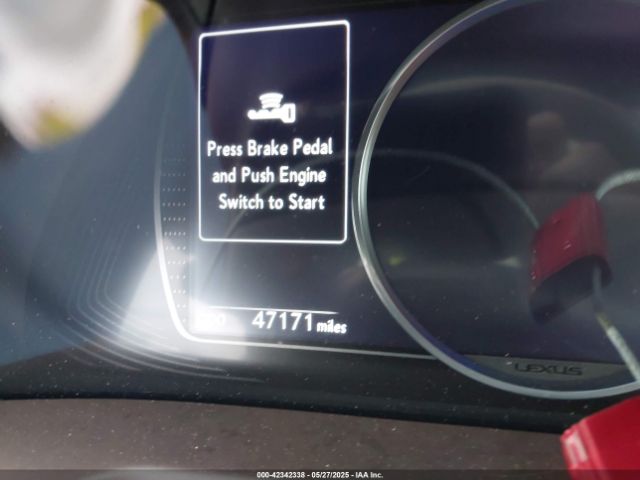 Press Brake Pedal
and Push Engine
Switch to Start
ODO 47171 miles
LEXUS
000-42342338 - 05/27/2025 - IAA Inc.